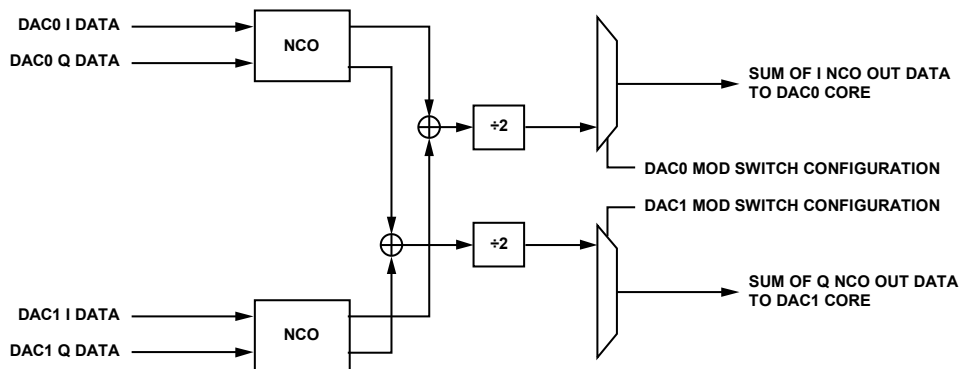 DAC0 I DATA
DAC0 Q DATA
NCO
÷2
SUM OF I NCO OUT DATA
TO DAC0 CORE
DAC0 MOD SWITCH CONFIGURATION
DAC1 MOD SWITCH CONFIGURATION
÷2
SUM OF Q NCO OUT DATA
TO DAC1 CORE
DAC1 I DATA
DAC1 Q DATA
NCO